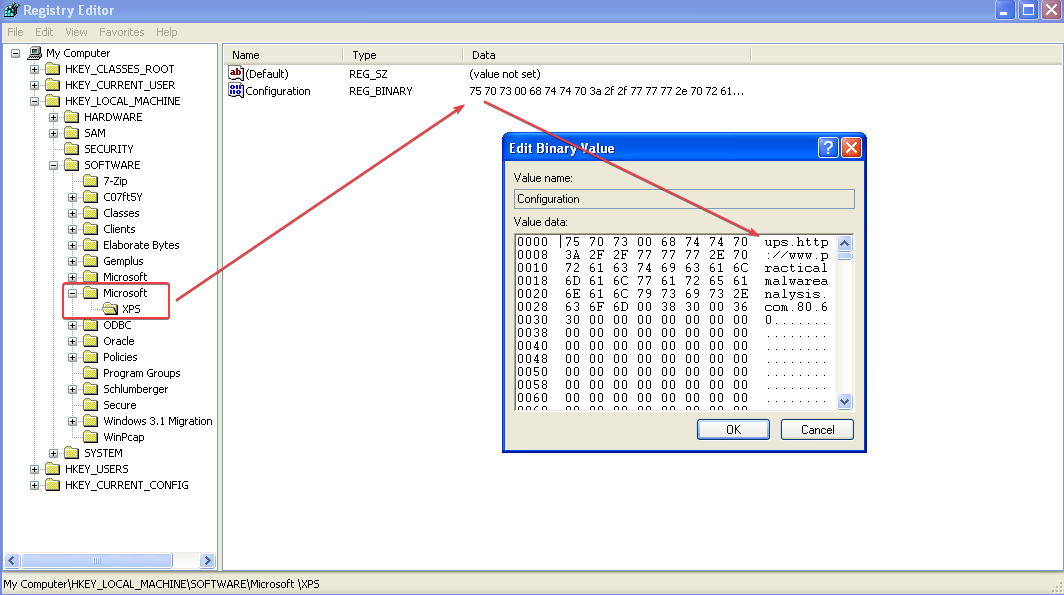 Registry Editor
File Edit View Favorites Help
My Computer
HKEY_CLASSES_ROOT
HKEY_CURRENT_USER
HKEY_LOCAL_MACHINE
HARDWARE
SAM
SECURITY
SOFTWARE
7-Zip
C07ft5Y
Classes
Clients
Elaborate Bytes
Gemplus
Microsoft
Microsoft
XPS
ODBC
Oracle
Policies
Program Groups
Schlumberger
Secure
Windows 3.1 Migration
WinPcap
SYSTEM
HKEY_USERS
HKEY_CURRENT_CONFIG
Name Type Data
ab (Default) REG_SZ (value not set)
Configuration REG_BINARY 75 70 73 00 68 74 74 70 3a 2f 2f 77 77 77 2e 70 72 61...
Edit Binary Value
Value name:
Configuration
Value data:
0000 75 70 73 00 68 74 74 70 ups.http
0008 3A 2F 2F 77 77 77 2E 70 ://www.p
0010 72 61 63 74 69 63 61 6C ractical
0018 6D 61 6C 77 61 72 65 61 malwarea
0020 6E 61 6C 79 73 69 73 2E nalysis.
0028 63 6F 6D 00 38 30 00 36 com.80.6
0030 30 00 00 00 00 00 00 00 0.......
0038 00 00 00 00 00 00 00 00 ........
0040 00 00 00 00 00 00 00 00 ........
0048 00 00 00 00 00 00 00 00 ........
0050 00 00 00 00 00 00 00 00 ........
0058 00 00 00 00 00 00 00 00 ........
0060 00 00 00 00 00 00 00 00 ........
OK Cancel
My Computer\HKEY_LOCAL_MACHINE\SOFTWARE\Microsoft \XPS